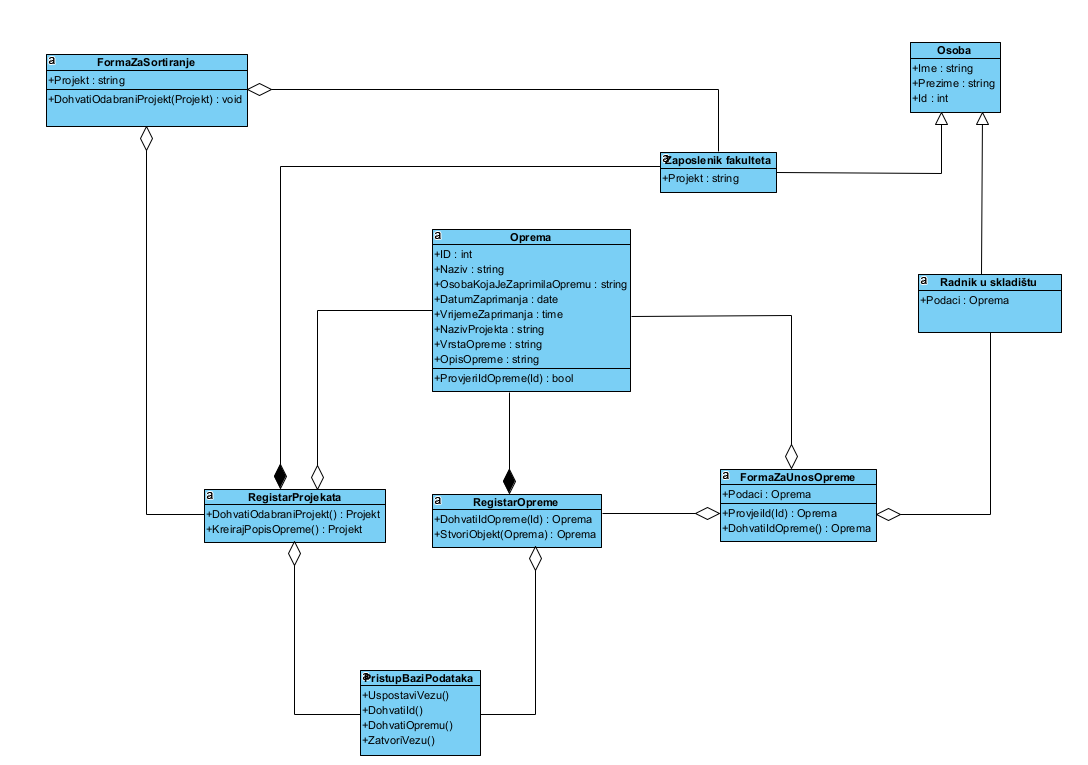 a
FormaZaSortiranje
+Projekt : string
+DohvatiOdabraniProjekt(Projekt) : void
Osoba
+Ime : string
+Prezime : string
+Id : int
a
Zaposlenik fakulteta
+Projekt : string
a
Oprema
+ID : int
+Naziv : string
+OsobaKojaJeZaprimilaOpremu : string
+DatumZaprimanja : date
+VrijemeZaprimanja : time
+NazivProjekta : string
+VrstaOpreme : string
+OpisOpreme : string
+ProvjeriIdOpreme(Id) : bool
a
Radnik u skladištu
+Podaci : Oprema
a
RegistarProjekata
+DohvatiOdabraniProjekt() : Projekt
+KreirajPopisOpreme() : Projekt
a
RegistarOpreme
+DohvatiIdOpreme(Id) : Oprema
+StvoriObjekt(Oprema) : Oprema
a
FormaZaUnosOpreme
+Podaci : Oprema
+ProvjeiId(Id) : Oprema
+DohvatiIdOpreme() : Oprema
a
PristupBaziPodataka
+UspostaviVezu()
+DohvatiId()
+DohvatiOpremu()
+ZatvoriVezu()